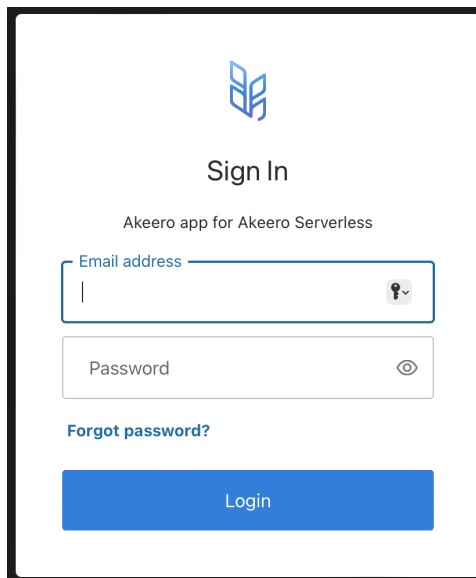 Sign In
Akeero app for Akeero Serverless
Email address
Password
Forgot password?
Login